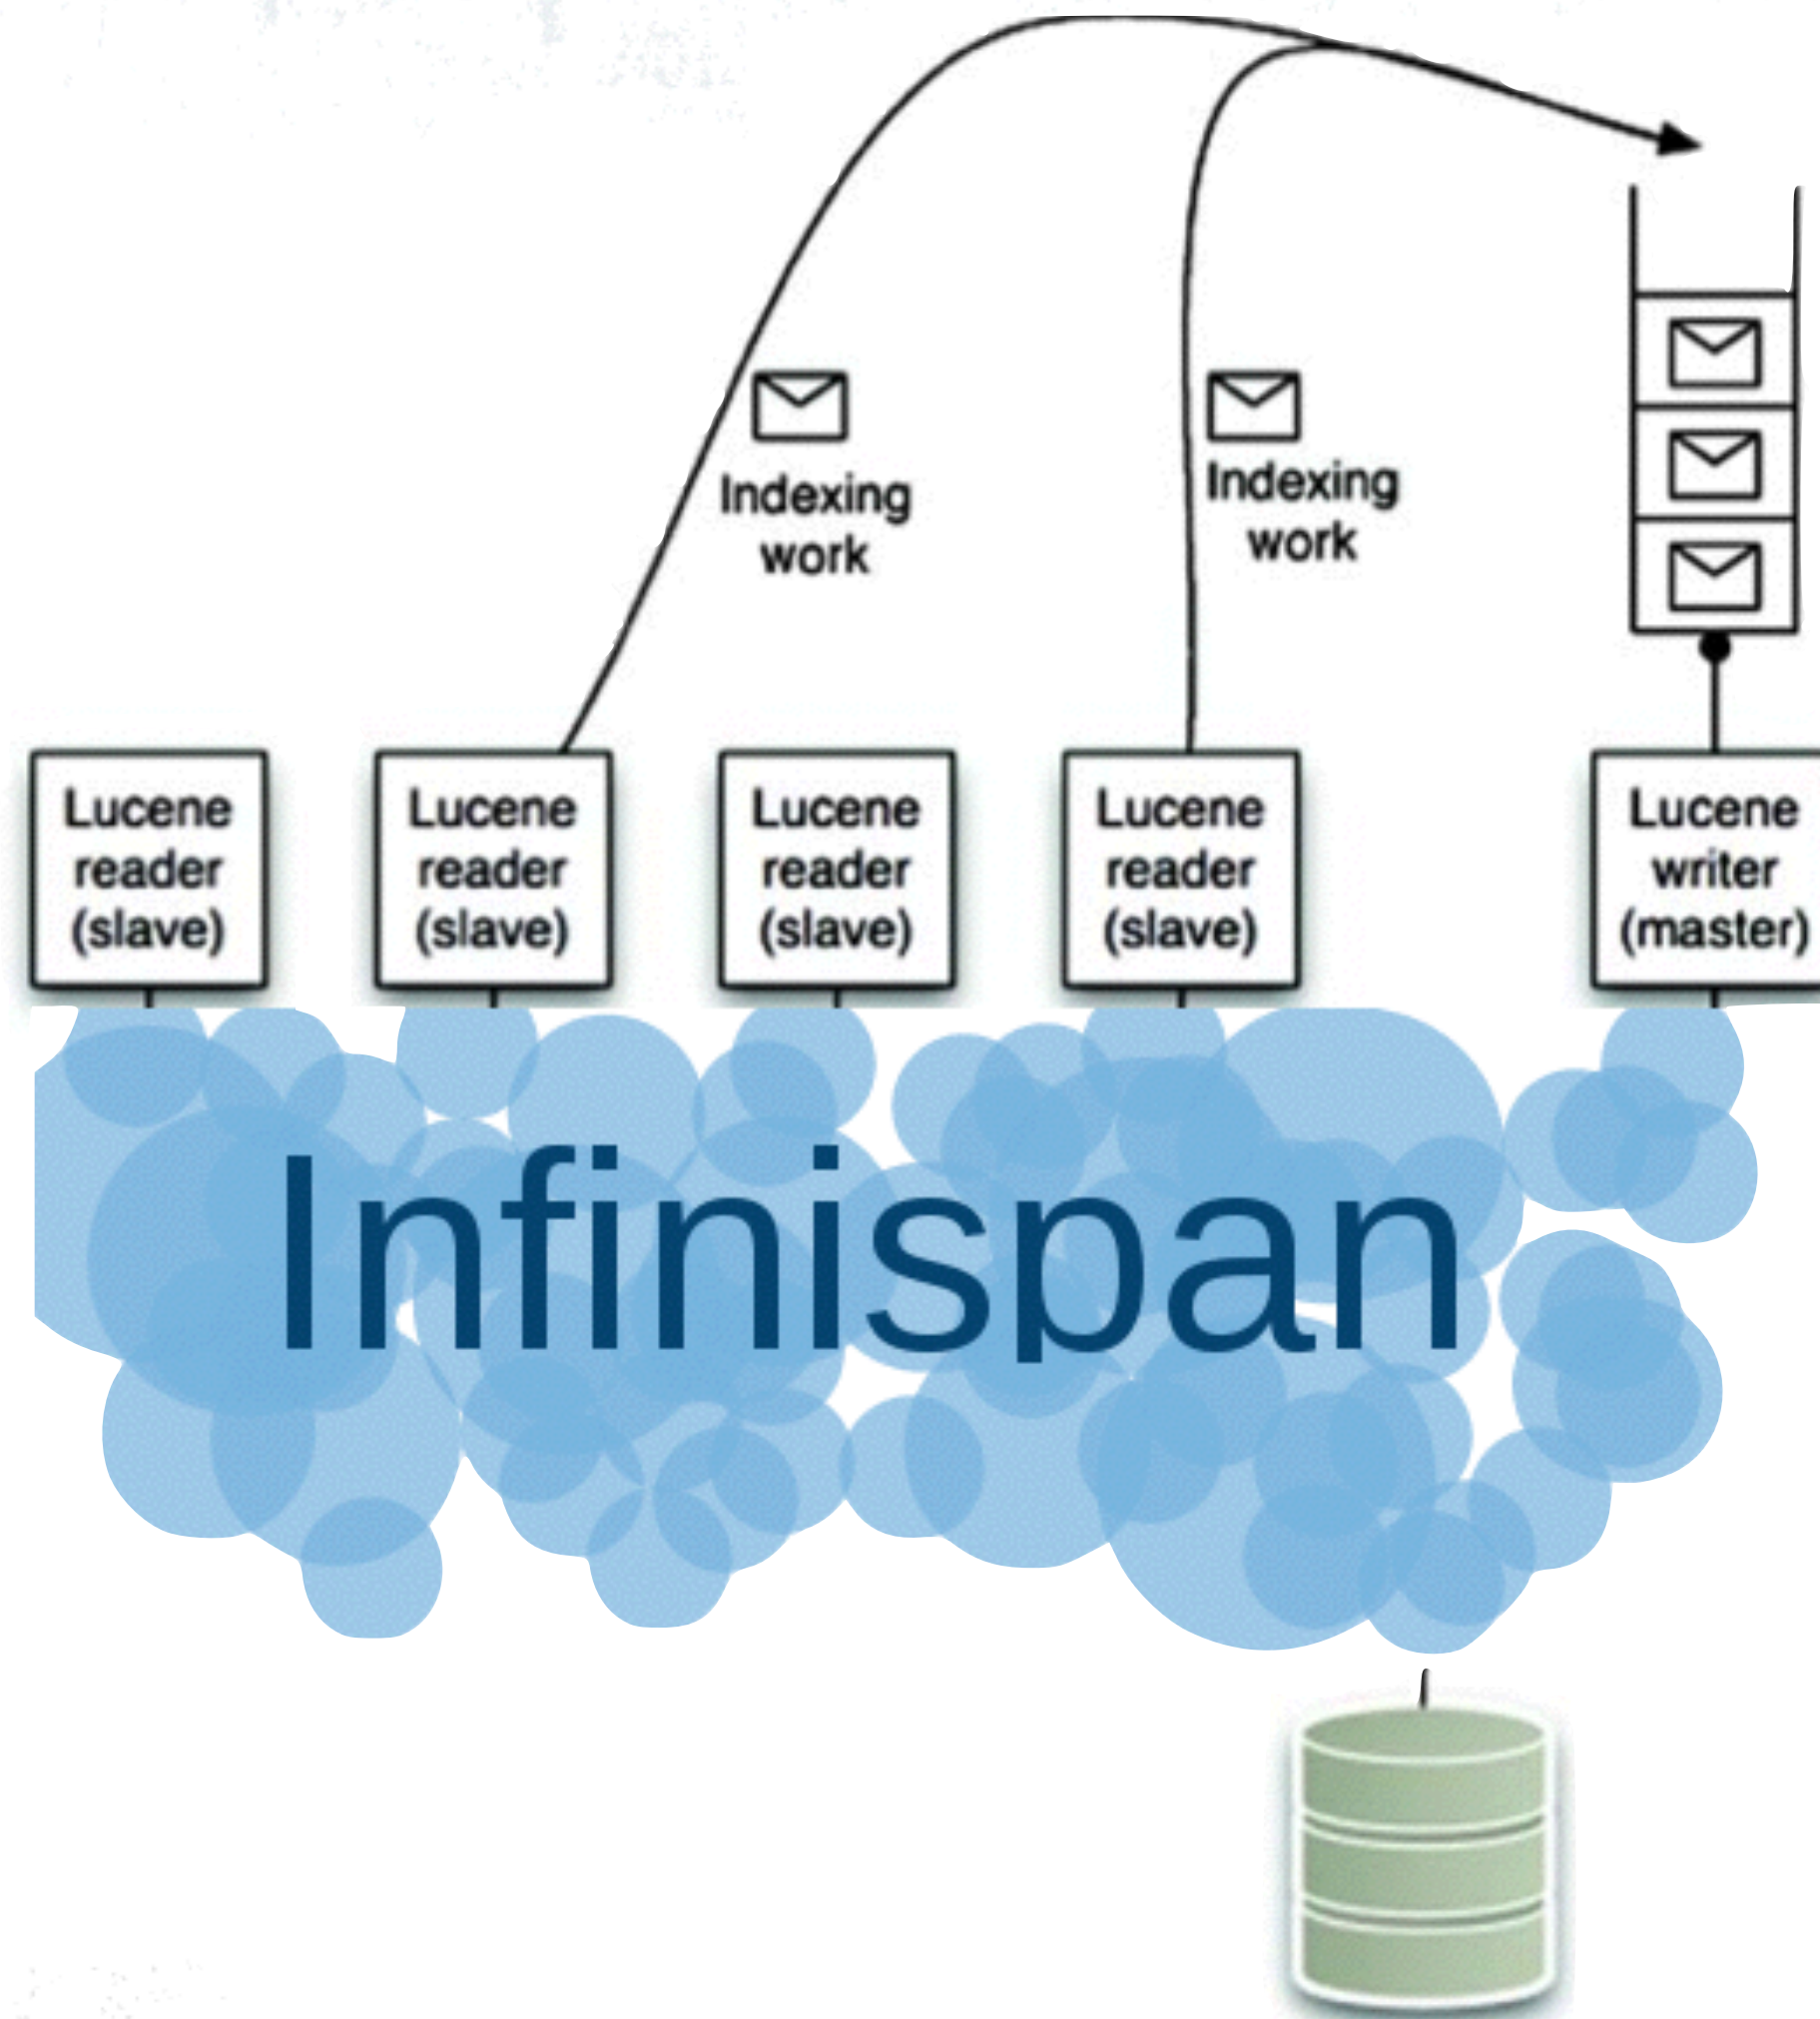 Indexing
work
Indexing
work
Lucene
reader
(slave)
Lucene
reader
(slave)
Lucene
reader
(slave)
Lucene
reader
(slave)
Lucene
writer
(master)
Infinispan